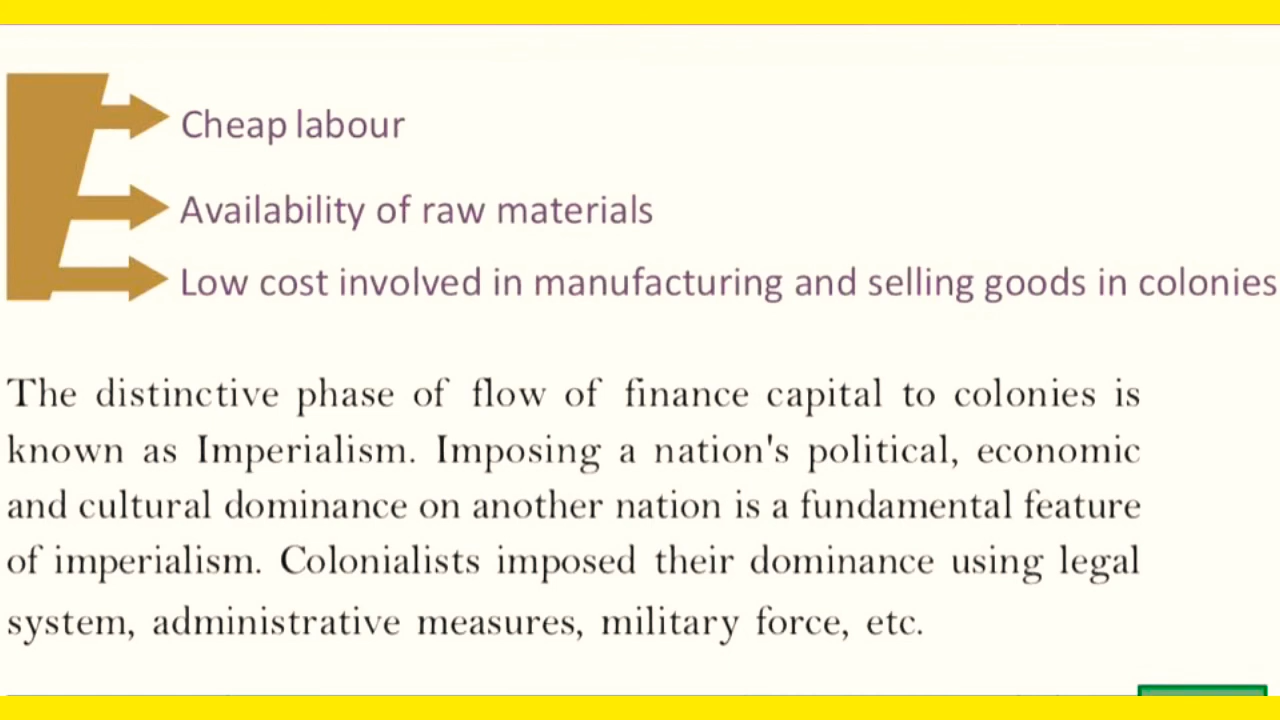 Cheap labour
Availability of raw materials
Low cost involved in manufacturing and selling goods in colonies
The distinctive phase of flow of finance capital to colonies is
known as Imperialism. Imposing a nation's political, economic
and cultural dominance on another nation is a fundamental feature
of imperialism. Colonialists imposed their dominance using legal
system, administrative measures, military force, etc.